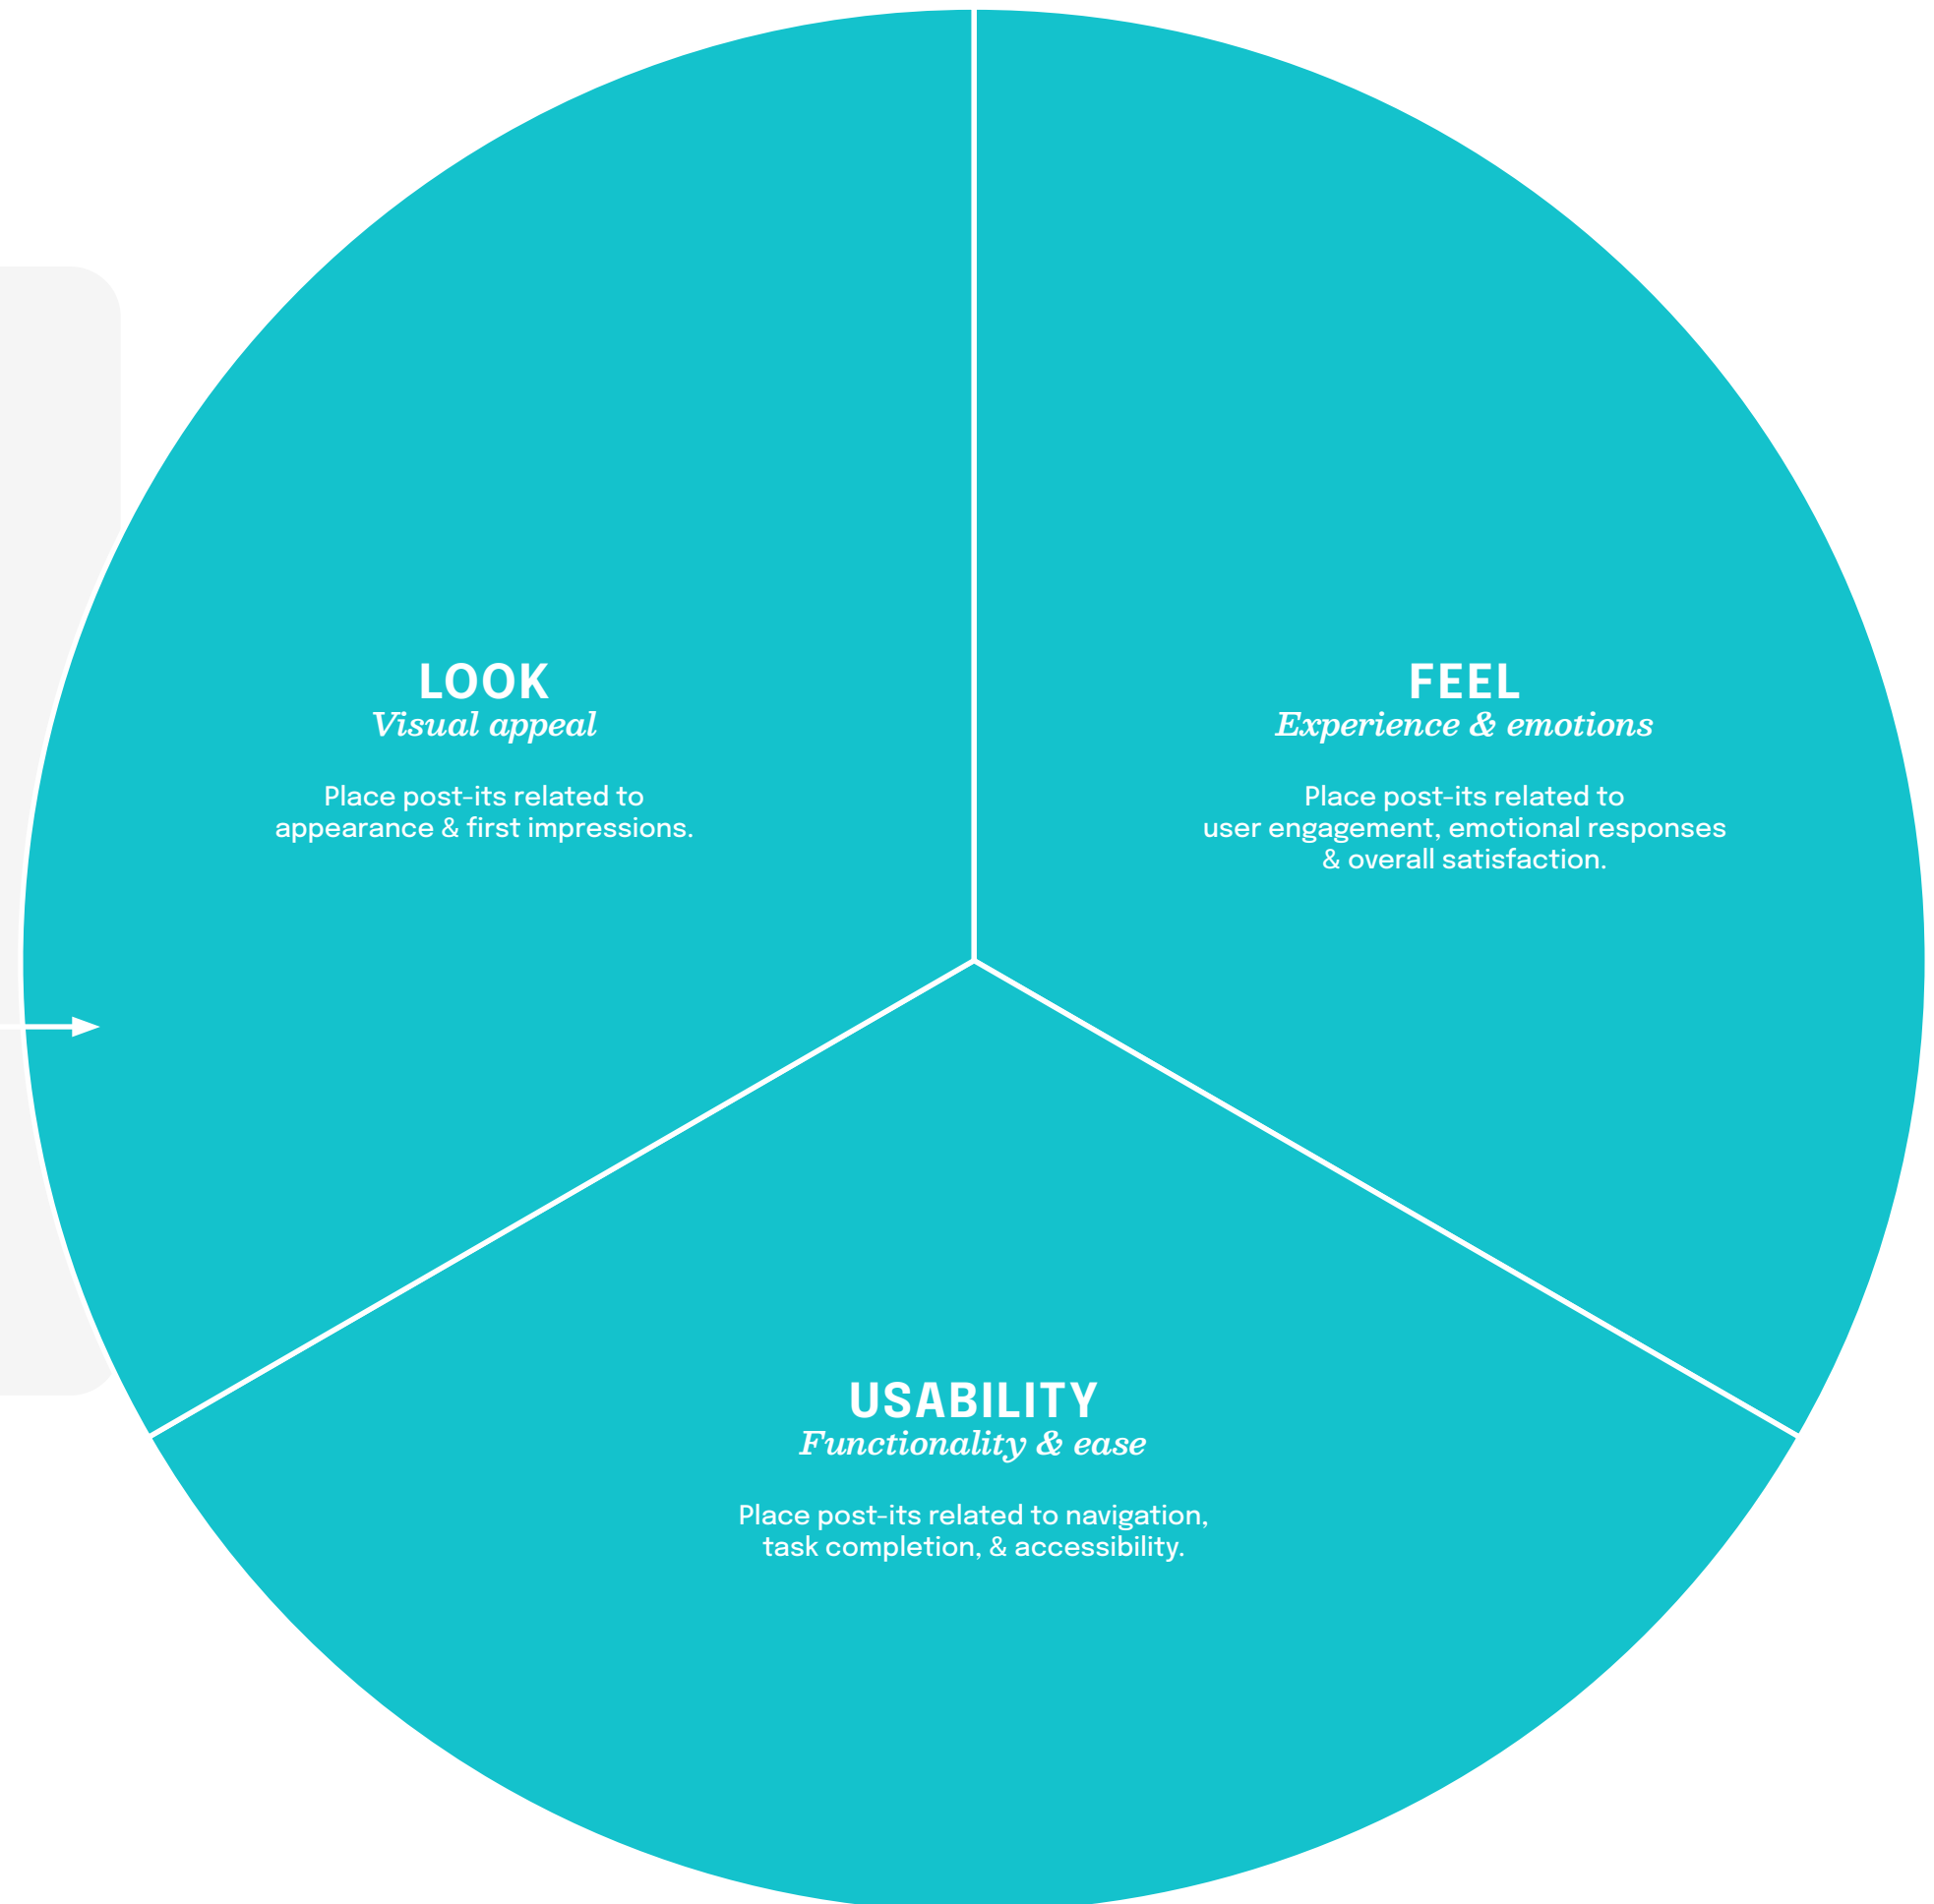 LOOK
Visual appeal
Place post-its related to
appearance & first impressions.
FEEL
Experience & emotions
Place post-its related to
user engagement, emotional responses
& overall satisfaction.
USABILITY
Functionality & ease
Place post-its related to navigation,
task completion, & accessibility.